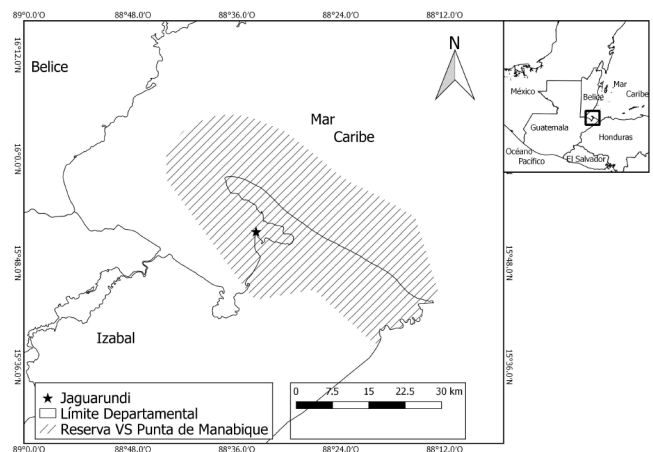 89°0.0'O 88°48.0'O 88°36.0'O 88°24.0'O 88°12.0'O
16°12.0'N
Belice
N
Mar
Caribe
16°0.0'N
15°48.0'N
15°48.0'N
Izabal
15°36.0'N
15°36.0'N
Jaguarundi
Límite Departamental
Reserva VS Punta de Manabique
0 7.5 15 22.5 30 km
89°0.0'O 88°48.0'O 88°36.0'O 88°24.0'O 88°12.0'O
México
Belice
Mar
Caribe
Guatemala
Honduras
Océano
Pacífico
El Salvador